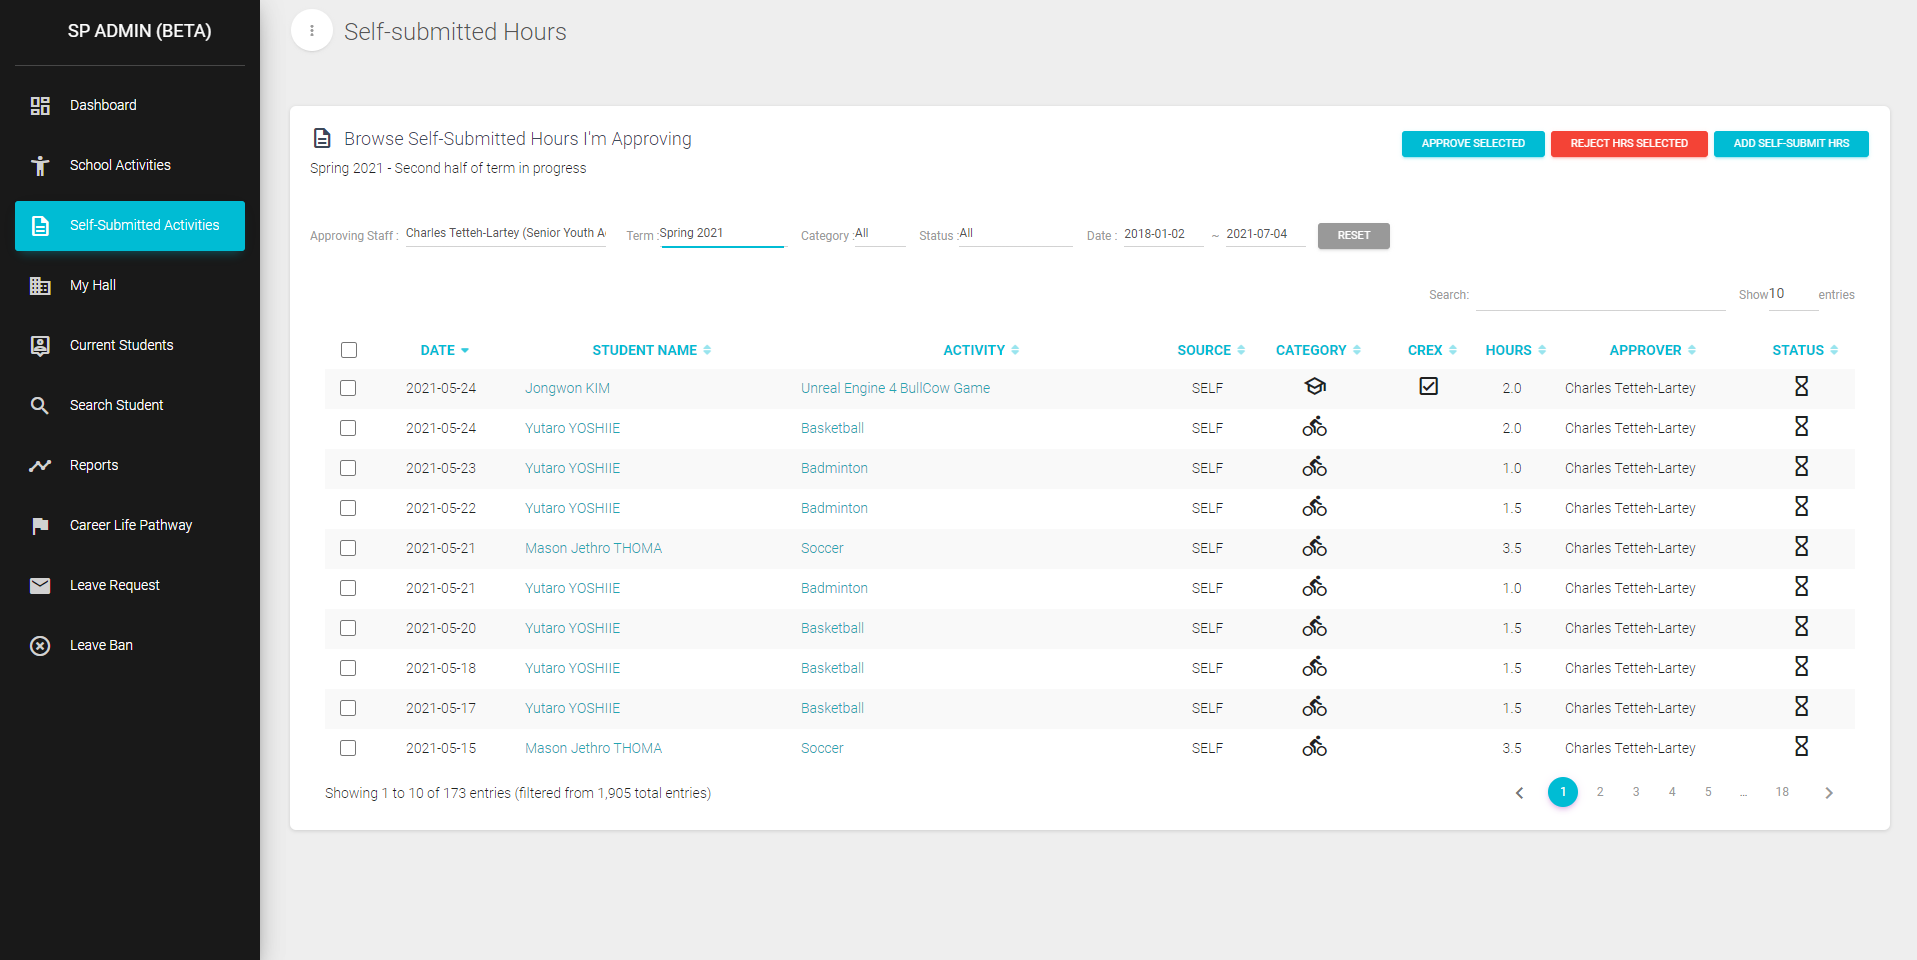 SP ADMIN (BETA)
Dashboard
School Activities
Self-Submitted Activities
My Hall
Current Students
Search Student
Reports
Career Life Pathway
Leave Request
Leave Ban
Self-submitted Hours
Browse Self-Submitted Hours I'm Approving
APPROVE SELECTED REJECT HRS SELECTED ADD SELF-SUBMIT HRS
Spring 2021 - Second half of term in progress
Approving Staff : Charles Tetteh-Lartey (Senior Youth A Term : Spring 2021 Category : All Status : All Date : 2018-01-02 ~ 2021-07-04 RESET
Search: Show 10 entries
DATE STUDENT NAME ACTIVITY SOURCE CATEGORY CREX HOURS APPROVER STATUS
2021-05-24 Jongwon KIM Unreal Engine 4 BullCow Game SELF 2.0 Charles Tetteh-Lartey
2021-05-24 Yutaro YOSHIIE Basketball SELF 2.0 Charles Tetteh-Lartey
2021-05-23 Yutaro YOSHIIE Badminton SELF 1.0 Charles Tetteh-Lartey
2021-05-22 Yutaro YOSHIIE Badminton SELF 1.5 Charles Tetteh-Lartey
2021-05-21 Mason Jethro THOMA Soccer SELF 3.5 Charles Tetteh-Lartey
2021-05-21 Yutaro YOSHIIE Badminton SELF 1.0 Charles Tetteh-Lartey
2021-05-20 Yutaro YOSHIIE Basketball SELF 1.5 Charles Tetteh-Lartey
2021-05-18 Yutaro YOSHIIE Basketball SELF 1.5 Charles Tetteh-Lartey
2021-05-17 Yutaro YOSHIIE Basketball SELF 1.5 Charles Tetteh-Lartey
2021-05-15 Mason Jethro THOMA Soccer SELF 3.5 Charles Tetteh-Lartey
Showing 1 to 10 of 173 entries (filtered from 1,905 total entries)
1 2 3 4 5 … 18